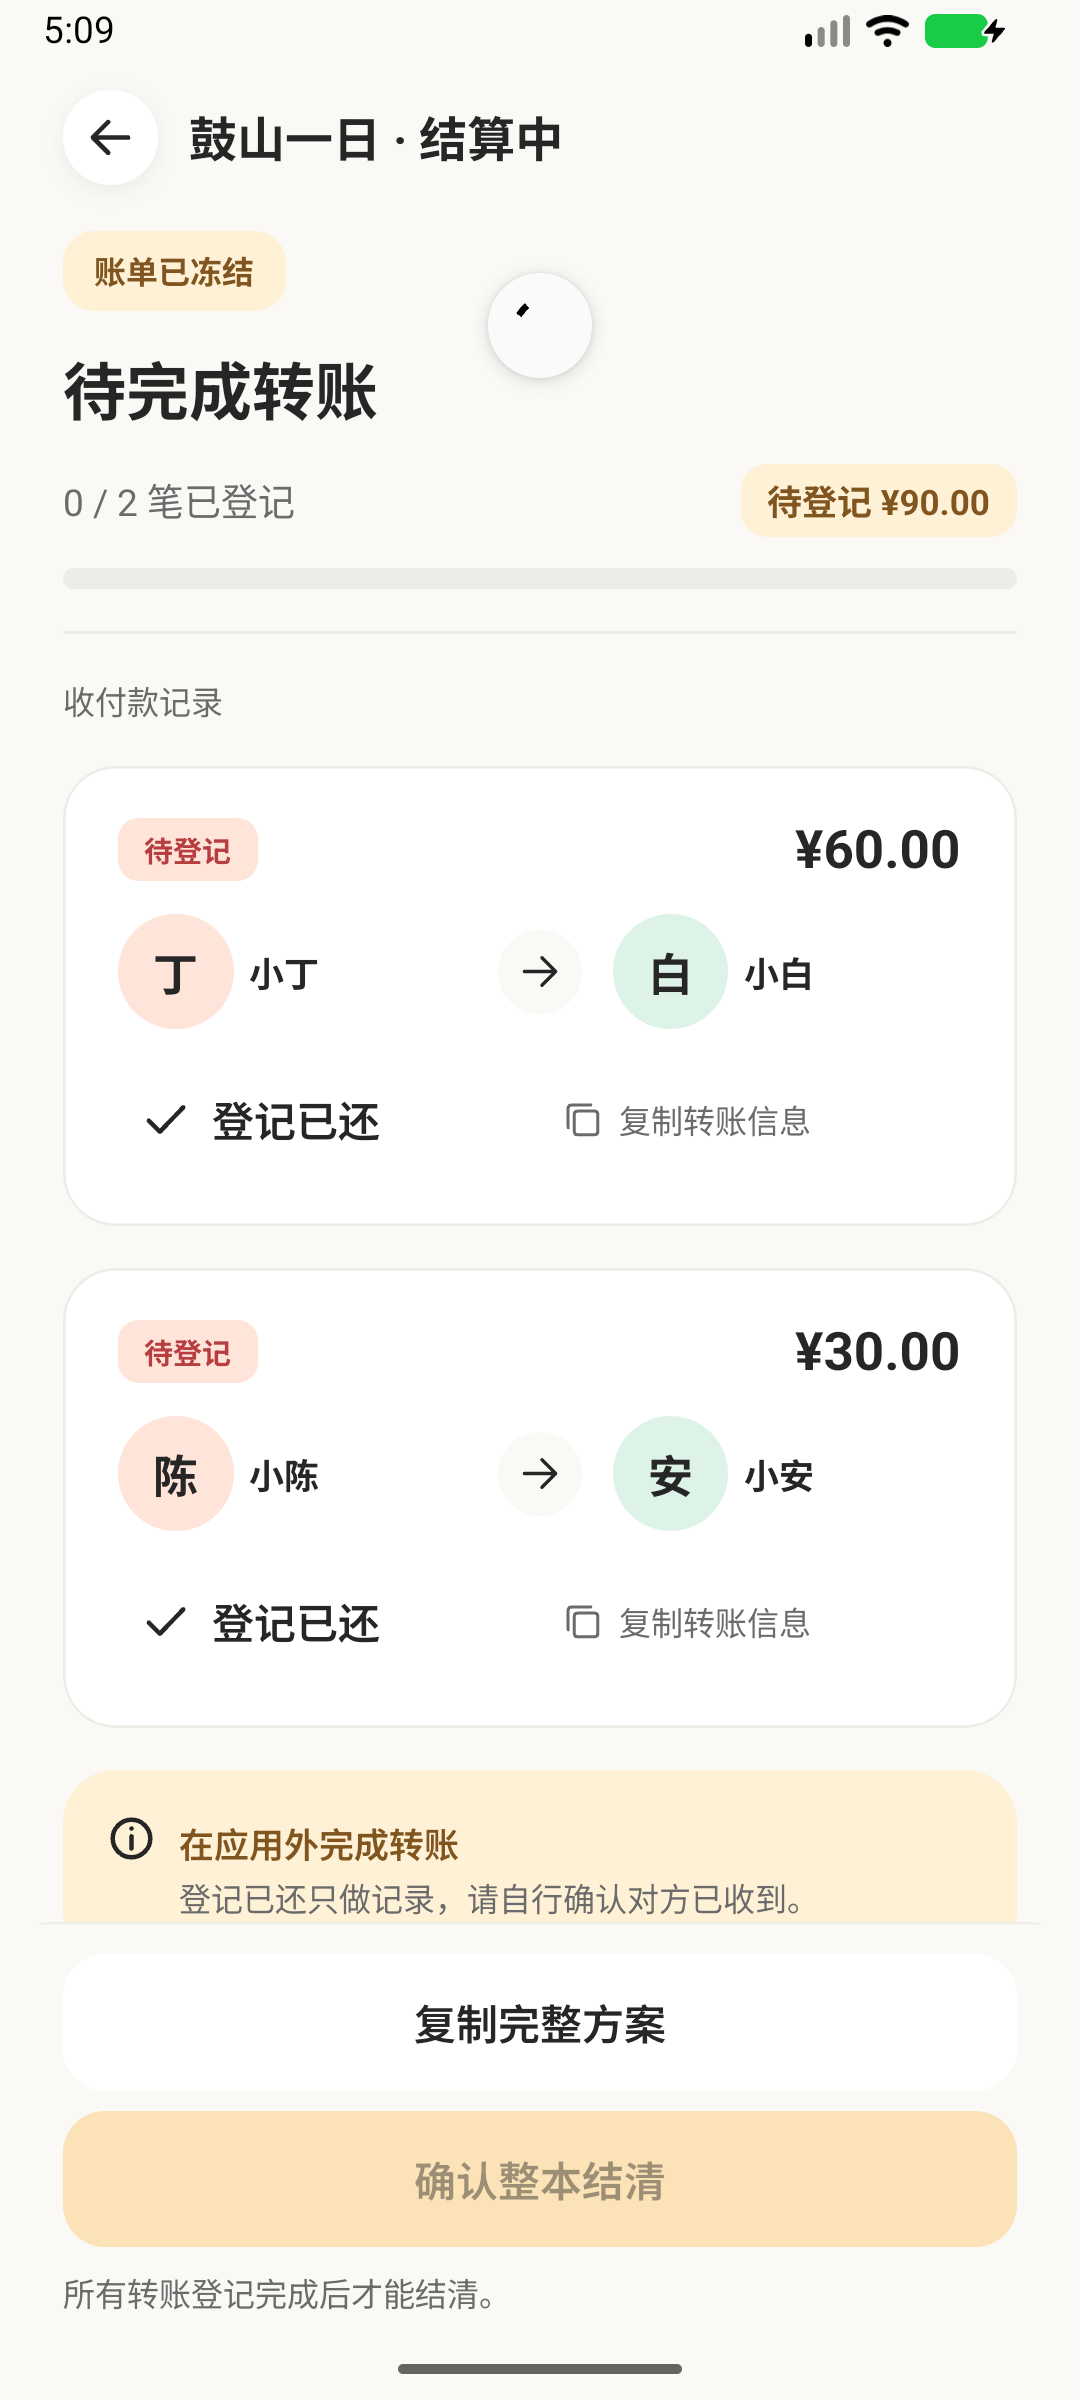 5:09
鼓山一日 · 结算中
账单已冻结
待完成转账
0 / 2 笔已登记
待登记 ¥90.00
收付款记录
待登记
¥60.00
丁 小丁
白 小白
登记已还
复制转账信息
待登记
¥30.00
陈 小陈
安 小安
登记已还
复制转账信息
在应用外完成转账
登记已还只做记录，请自行确认对方已收到。
复制完整方案
确认整本结清
所有转账登记完成后才能结清。